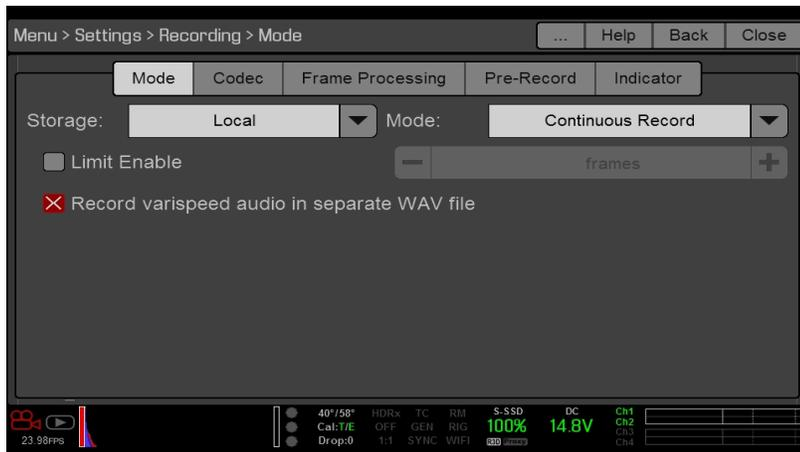 Menu > Settings > Recording > Mode
... Help Back Close
Mode Codec Frame Processing Pre-Record Indicator
Storage: Local Mode: Continuous Record
Limit Enable frames
Record varispeed audio in separate WAV file
40°/58° HDRx TC RM S-SSD DC Ch1
Cal:T/E OFF GEN RIG 100% 14.8V Ch2
Drop:0 1:1 SYNC WIFI R3D Proxy Ch3
Ch4
23.98FPS